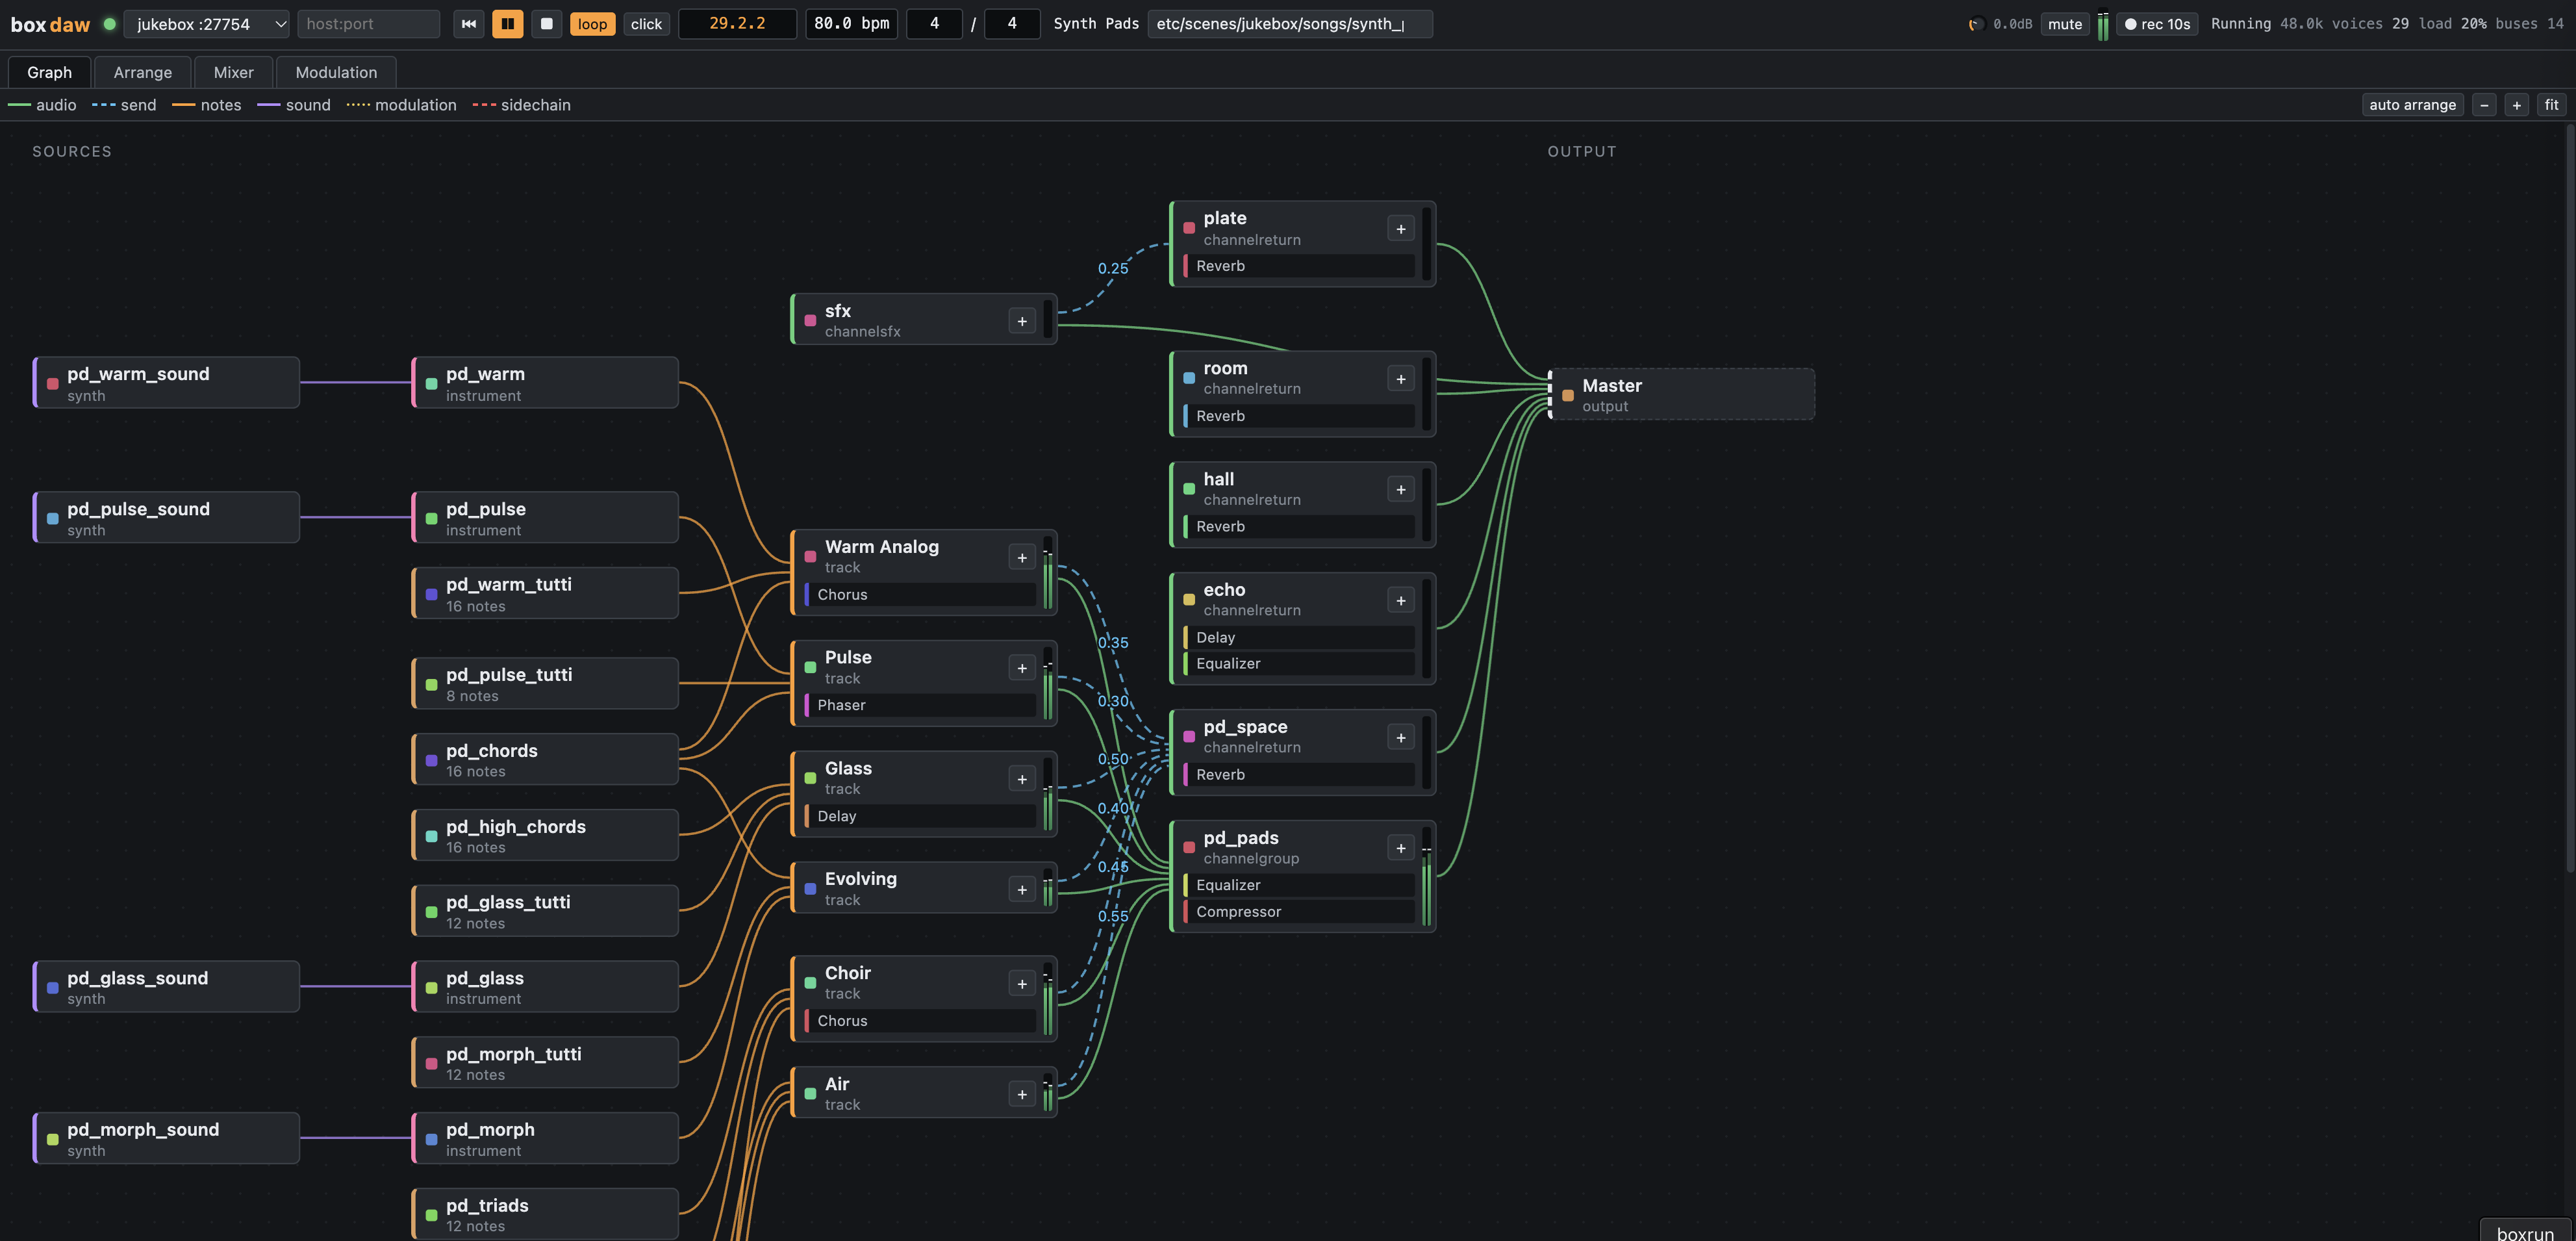 boxdaw jukebox :27754 host:port loop click 29.2.2 80.0 bpm 4 / 4 Synth Pads etc/scenes/jukebox/songs/synth_ 0.0dB mute rec 10s Running 48.0k voices 29 load 20% buses 14
Graph Arrange Mixer Modulation
audio send notes sound modulation sidechain auto arrange − + fit
SOURCES OUTPUT
plate
channelreturn
Reverb
+
0.25
sfx
channelsfx
+
room
channelreturn
Reverb
+
Master
output
hall
channelreturn
Reverb
+
echo
channelreturn
Delay
Equalizer
+
pd_space
channelreturn
Reverb
+
pd_pads
channelgroup
Equalizer
Compressor
+
pd_warm_sound
synth
pd_warm
instrument
pd_pulse_sound
synth
pd_pulse
instrument
pd_warm_tutti
16 notes
pd_pulse_tutti
8 notes
pd_chords
16 notes
pd_high_chords
16 notes
pd_glass_tutti
12 notes
pd_glass_sound
synth
pd_glass
instrument
pd_morph_tutti
12 notes
pd_morph_sound
synth
pd_morph
instrument
pd_triads
12 notes
Warm Analog
track
Chorus
+
Pulse
track
Phaser
+
Glass
track
Delay
+
Evolving
track
+
Choir
track
Chorus
+
Air
track
+
0.35
0.30
0.50
0.40
0.45
0.55
boxrun